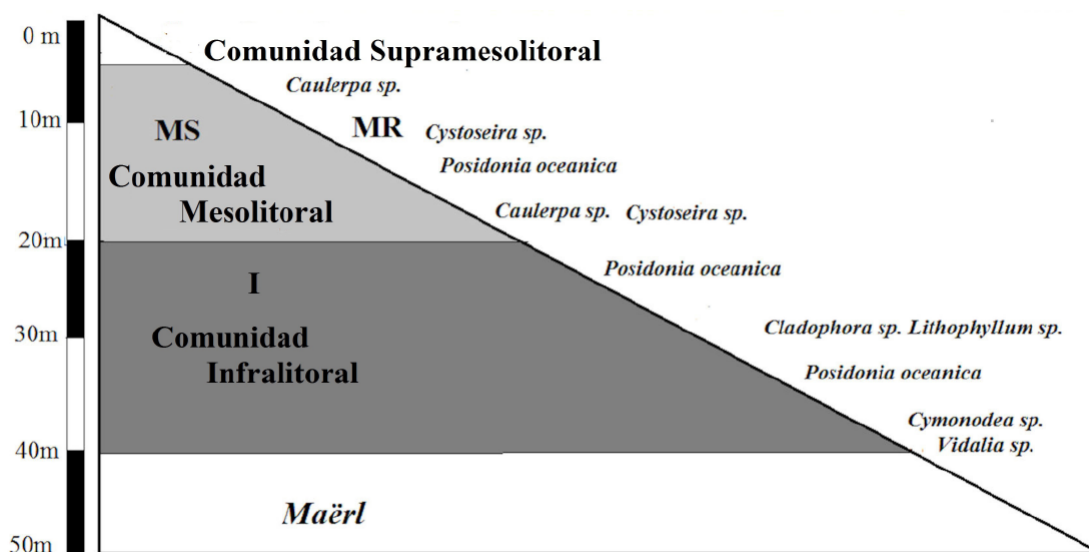 0 m
Comunidad Supramesolitoral
Caulerpa sp.
10m
MS
MR
Cystoseira sp.
Posidonia oceanica
Comunidad
Mesolitoral
Caulerpa sp. Cystoseira sp.
20m
Posidonia oceanica
I
30m
Comunidad
Infralitoral
Cladophora sp. Lithophyllum sp.
Posidonia oceanica
Cymonodea sp.
Vidalia sp.
40m
Maërl
50m